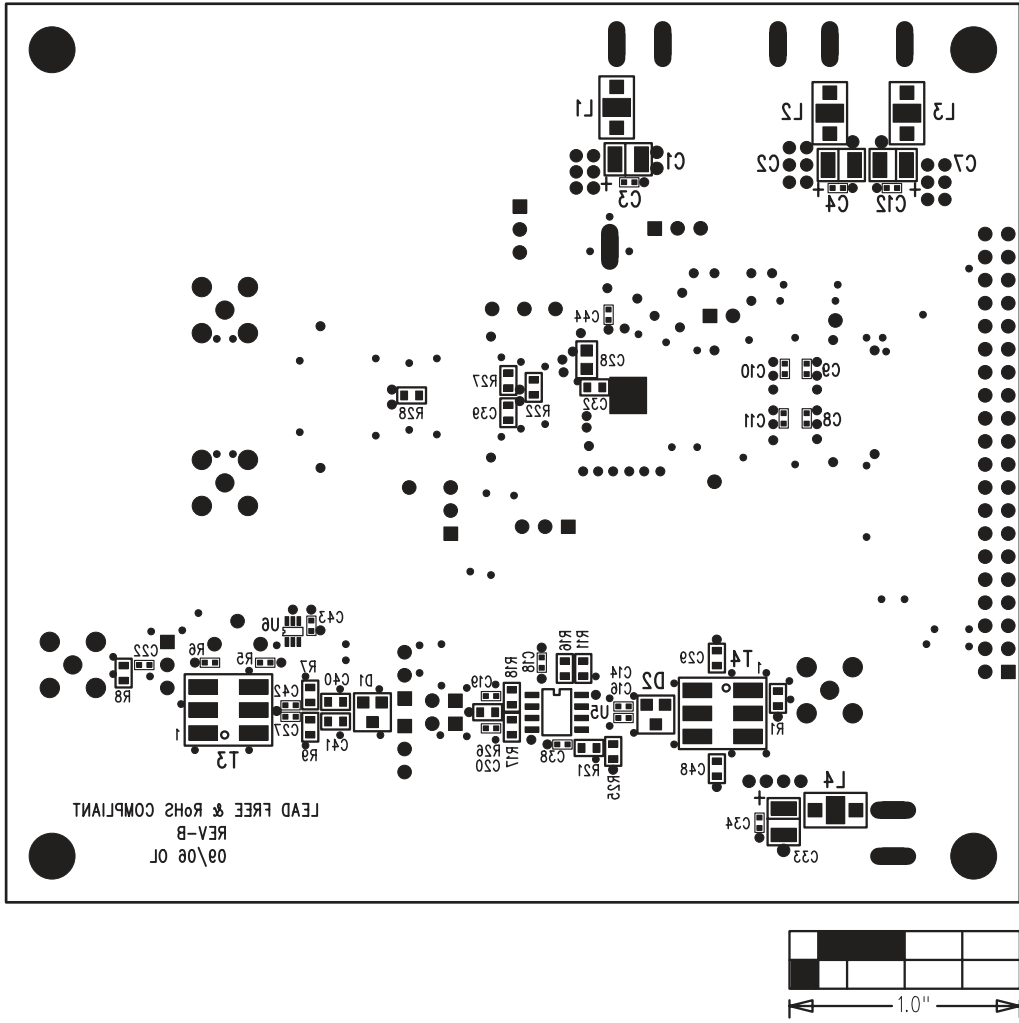 L1
L2
L3
C1
C2
C7
C3
C4
C12
+
+
+
C44
C28
C10
C9
R27
R28
C39
R22
C32
C11
C8
U6
C43
R6
C22
R5
R7
R8
C42
C40
D1
C27
R9
C41
1
T3
R16
R11
C18
R18
C19
C14
C16
D2
C29
T4
1
U5
R26
C20
R17
C38
R21
R25
R1
C48
L4
+
C34
C33
LEAD FREE & RoHS COMPLIANT
REV-B
09/06 OL
1.0"